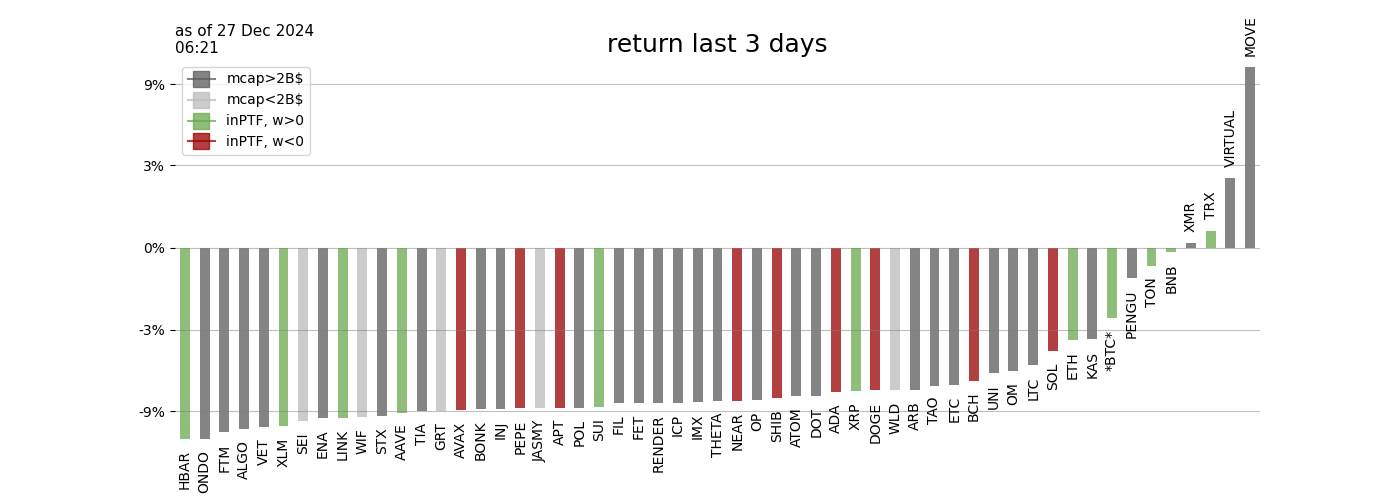 as of 27 Dec 2024
06:21
return last 3 days
mcap>2B$
mcap<2B$
inPTF, w>0
inPTF, w<0
9%
3%
0%
-3%
-9%
HBAR
ONDO
FTM
ALGO
VET
XLM
SEI
ENA
LINK
WIF
STX
AAVE
TIA
GRT
AVAX
BONK
INJ
PEPE
JASMY
APT
POL
SUI
FIL
FET
RENDER
ICP
IMX
THETA
NEAR
OP
SHIB
ATOM
DOT
ADA
XRP
DOGE
WLD
ARB
TAO
ETC
BCH
UNI
OM
LTC
SOL
ETH
KAS
*BTC*
PENGU
TON
BNB
XMR
TRX
VIRTUAL
MOVE